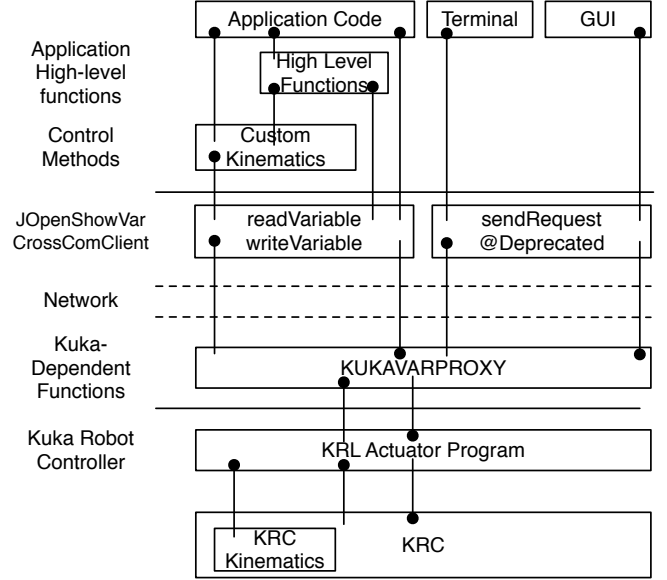 Application Code
Terminal
GUI
Application
High-level
functions
High Level
Functions
Control
Methods
Custom
Kinematics
JOpenShowVar
CrossComClient
readVariable
writeVariable
sendRequest
@Deprecated
Network
Kuka-
Dependent
Functions
KUKAVARPROXY
Kuka Robot
Controller
KRL Actuator Program
KRC
Kinematics
KRC